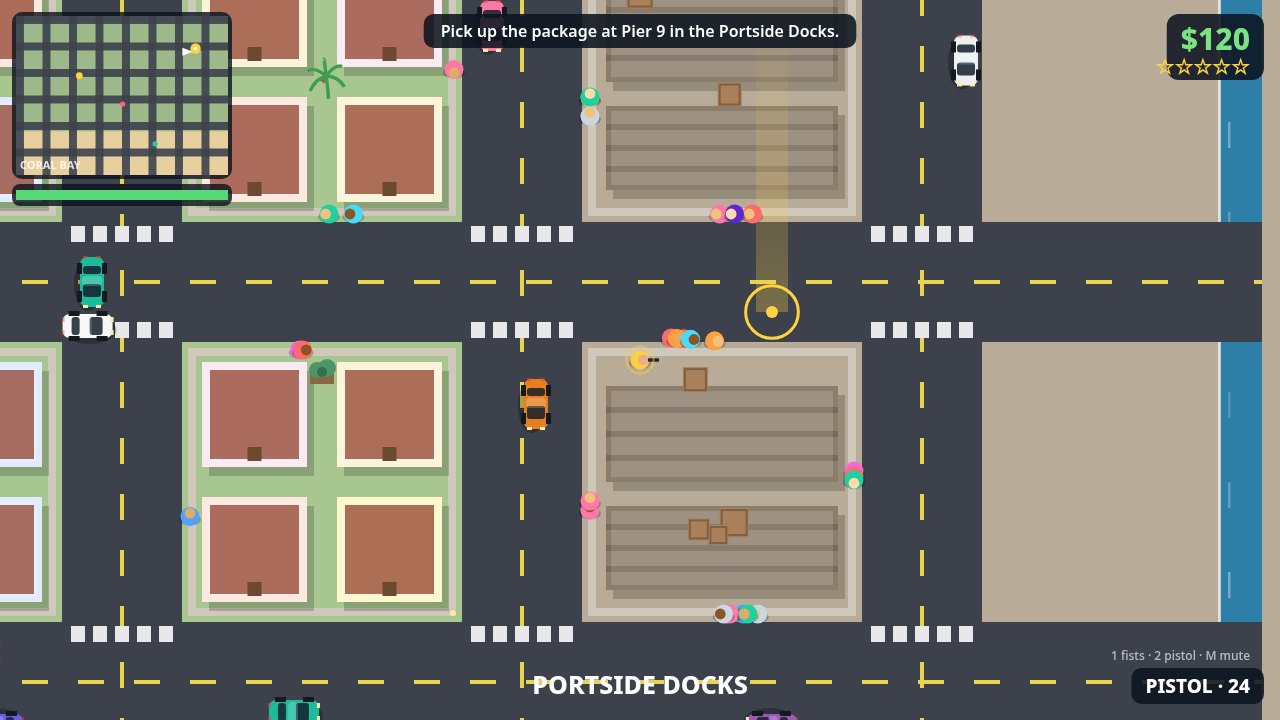 Pick up the package at Pier 9 in the Portside Docks.
$120
CORAL BAY
1 fists · 2 pistol · M mute
PISTOL · 24
PORTSIDE DOCKS